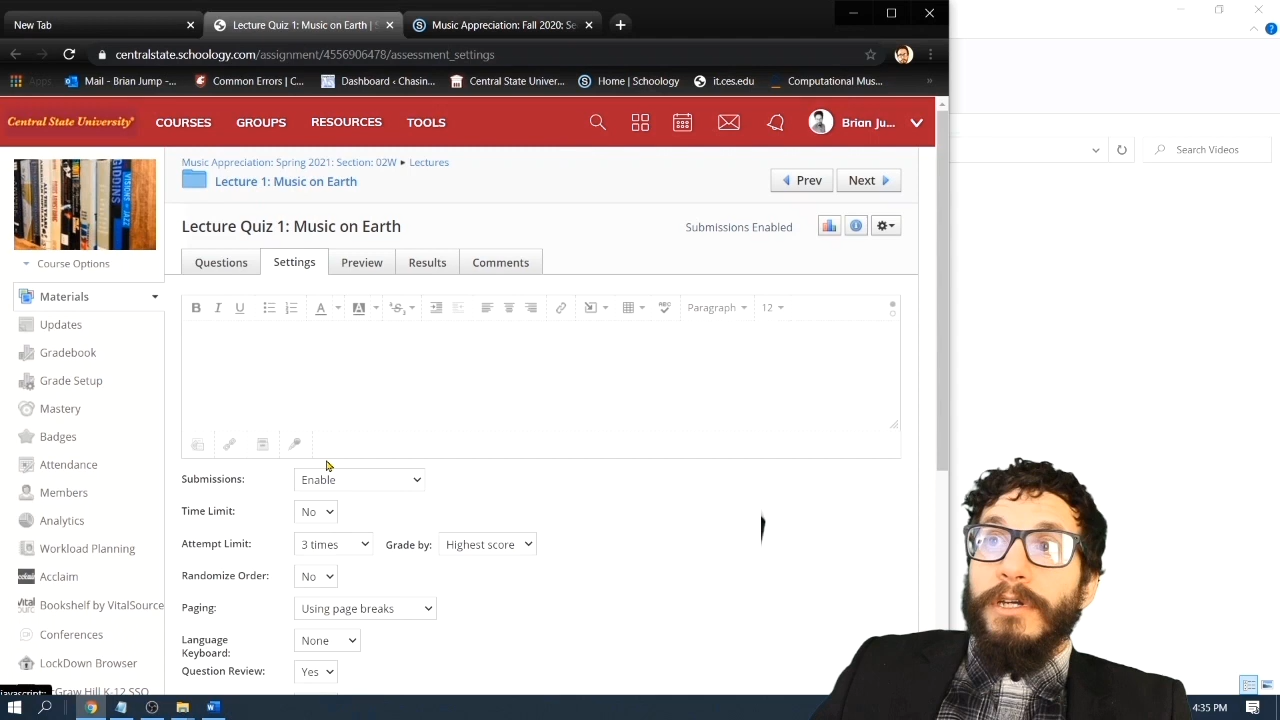 New Tab
Lecture Quiz 1: Music on Earth |
Music Appreciation: Fall 2020: Se
centralstate.schoology.com/assignment/4556906478/assessment_settings
Apps
Mail - Brian Jump -...
Common Errors | C...
Dashboard ‹ Chasin...
Central State Univer...
Home | Schoology
it.ces.edu
Computational Mus...
»
Central State University®
COURSES
GROUPS
RESOURCES
TOOLS
Brian Ju...
Search Videos
Music Appreciation: Spring 2021: Section: 02W ▸ Lectures
Lecture 1: Music on Earth
Prev
Next
Lecture Quiz 1: Music on Earth
Submissions Enabled
Course Options
Questions
Settings
Preview
Results
Comments
Materials
Updates
Gradebook
Grade Setup
Mastery
Badges
Attendance
Members
Analytics
Workload Planning
Acclaim
Bookshelf by VitalSource
Conferences
LockDown Browser
Graw Hill K-12 SSO
B I U
A
A
Paragraph
12
Submissions: Enable
Time Limit: No
Attempt Limit: 3 times Grade by: Highest score
Randomize Order: No
Paging: Using page breaks
Language Keyboard: None
Question Review: Yes
javascript:
4:35 PM